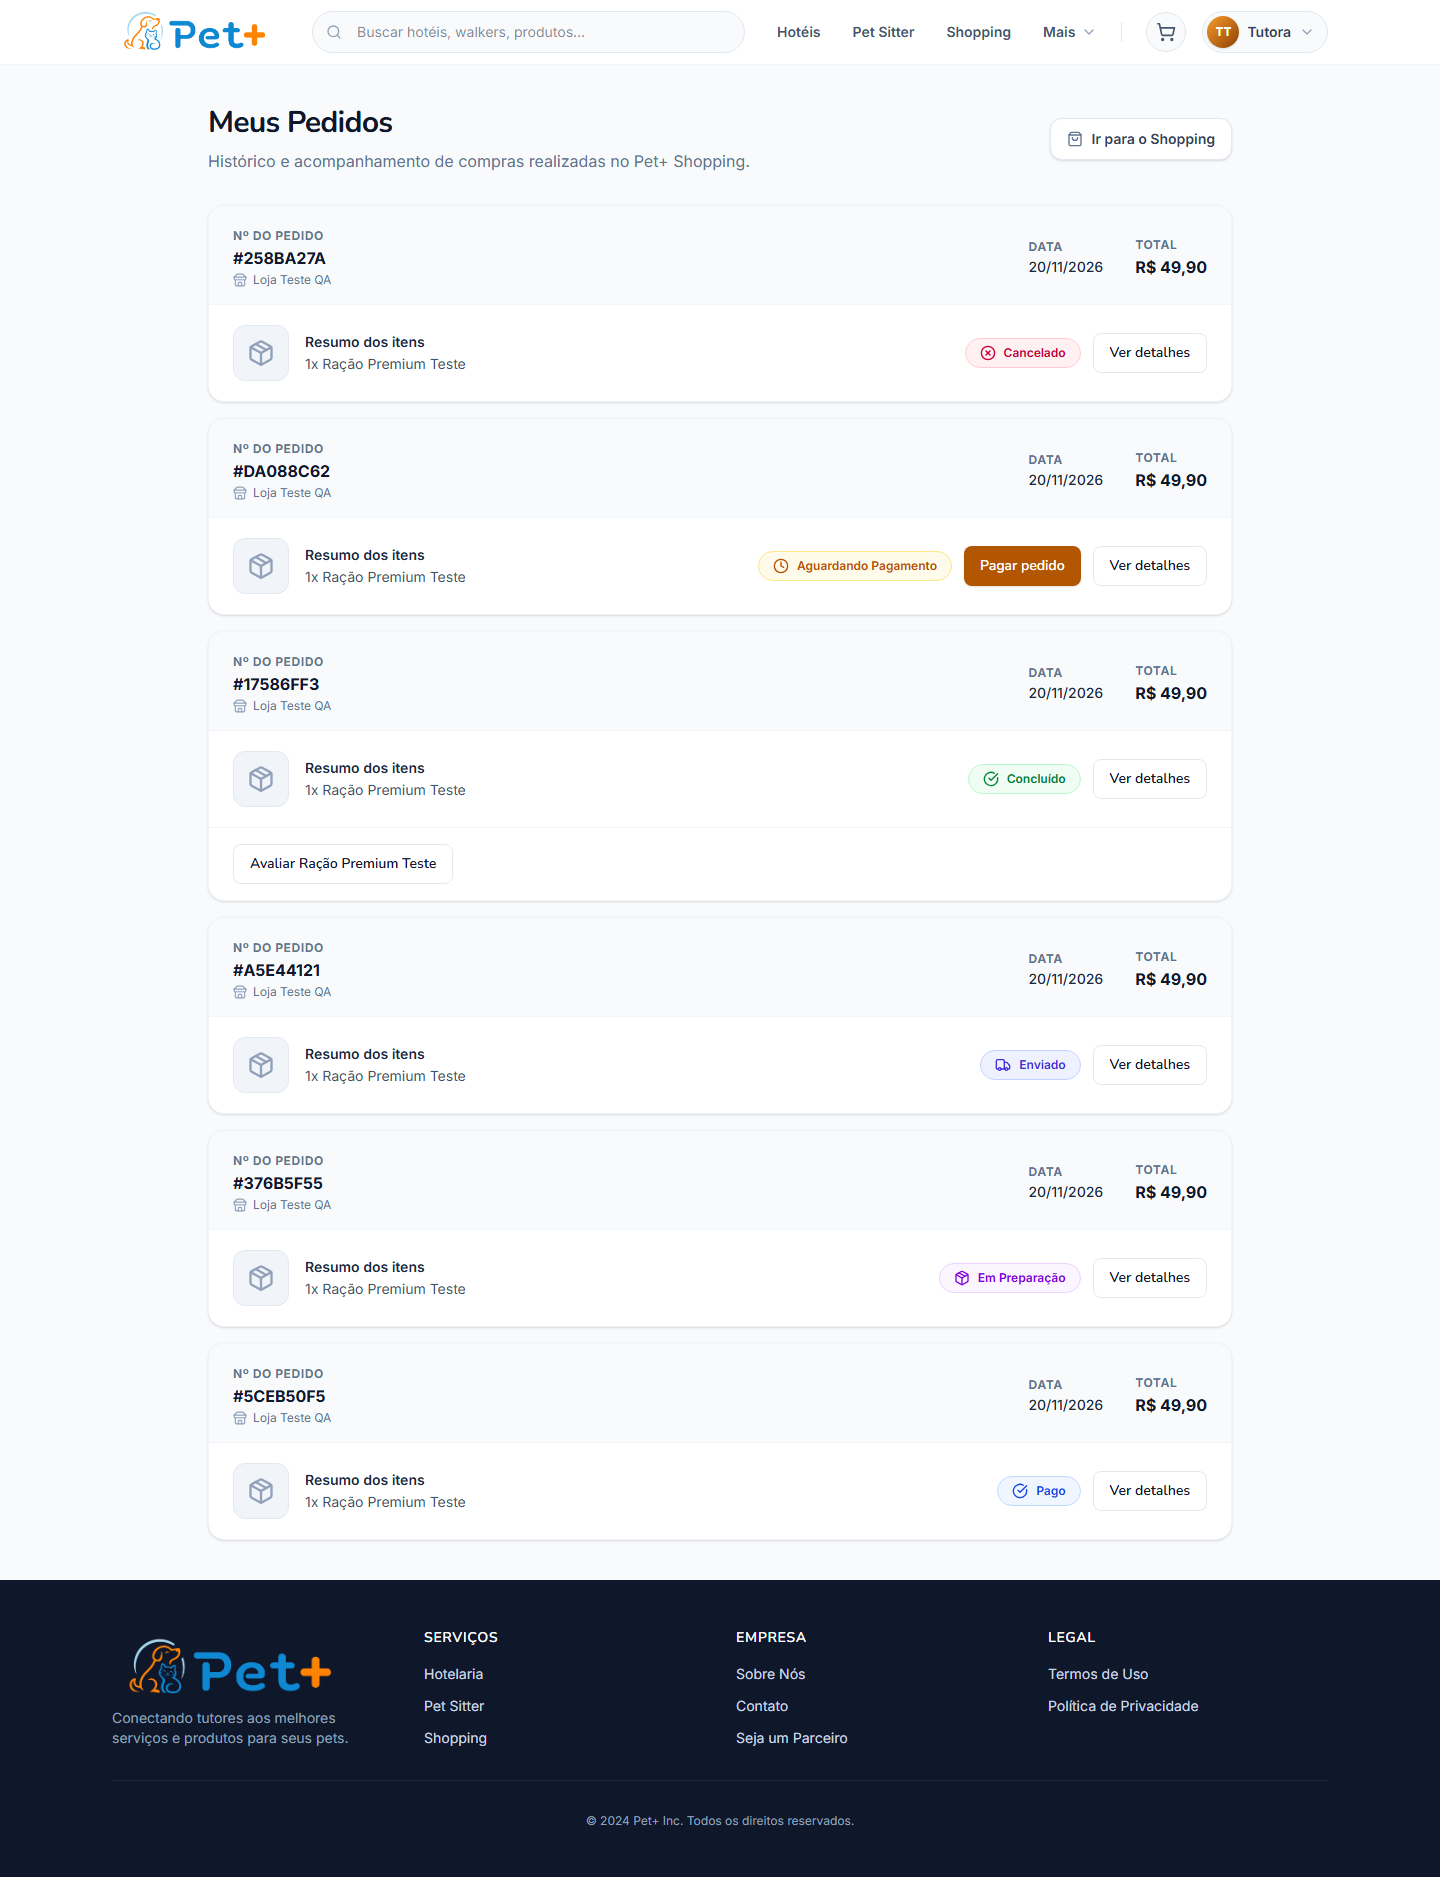 Pet+
Buscar hotéis, walkers, produtos...
Hotéis
Pet Sitter
Shopping
Mais
TT
Tutora
Meus Pedidos
Histórico e acompanhamento de compras realizadas no Pet+ Shopping.
Ir para o Shopping
Nº DO PEDIDO
#258BA27A
Loja Teste QA
DATA
20/11/2026
TOTAL
R$ 49,90
Resumo dos itens
1x Ração Premium Teste
Cancelado
Ver detalhes
Nº DO PEDIDO
#DA088C62
Loja Teste QA
DATA
20/11/2026
TOTAL
R$ 49,90
Resumo dos itens
1x Ração Premium Teste
Aguardando Pagamento
Pagar pedido
Ver detalhes
Nº DO PEDIDO
#17586FF3
Loja Teste QA
DATA
20/11/2026
TOTAL
R$ 49,90
Resumo dos itens
1x Ração Premium Teste
Concluído
Ver detalhes
Avaliar Ração Premium Teste
Nº DO PEDIDO
#A5E44121
Loja Teste QA
DATA
20/11/2026
TOTAL
R$ 49,90
Resumo dos itens
1x Ração Premium Teste
Enviado
Ver detalhes
Nº DO PEDIDO
#376B5F55
Loja Teste QA
DATA
20/11/2026
TOTAL
R$ 49,90
Resumo dos itens
1x Ração Premium Teste
Em Preparação
Ver detalhes
Nº DO PEDIDO
#5CEB50F5
Loja Teste QA
DATA
20/11/2026
TOTAL
R$ 49,90
Resumo dos itens
1x Ração Premium Teste
Pago
Ver detalhes
Pet+
Conectando tutores aos melhores
serviços e produtos para seus pets.
SERVIÇOS
Hotelaria
Pet Sitter
Shopping
EMPRESA
Sobre Nós
Contato
Seja um Parceiro
LEGAL
Termos de Uso
Política de Privacidade
© 2024 Pet+ Inc. Todos os direitos reservados.